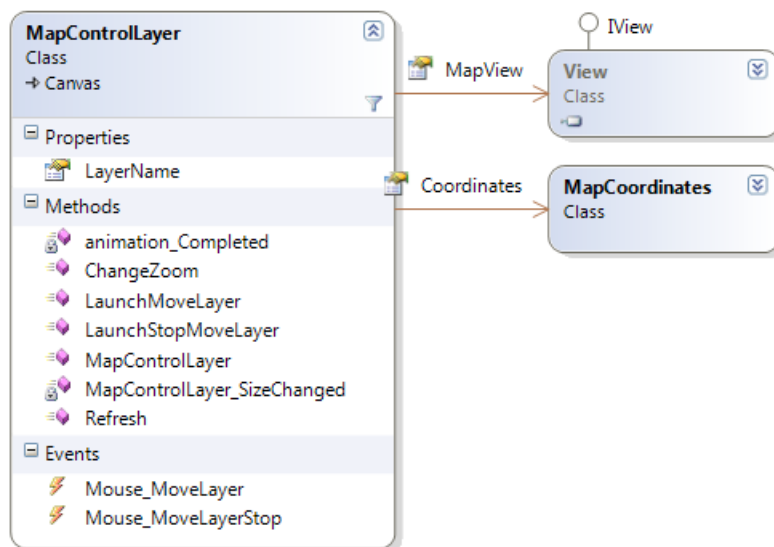 MapControlLayer
Class
Canvas
Properties
LayerName
Methods
animation_Completed
ChangeZoom
LaunchMoveLayer
LaunchStopMoveLayer
MapControlLayer
MapControlLayer_SizeChanged
Refresh
Events
Mouse_MoveLayer
Mouse_MoveLayerStop
MapView
IView
View
Class
Coordinates
MapCoordinates
Class